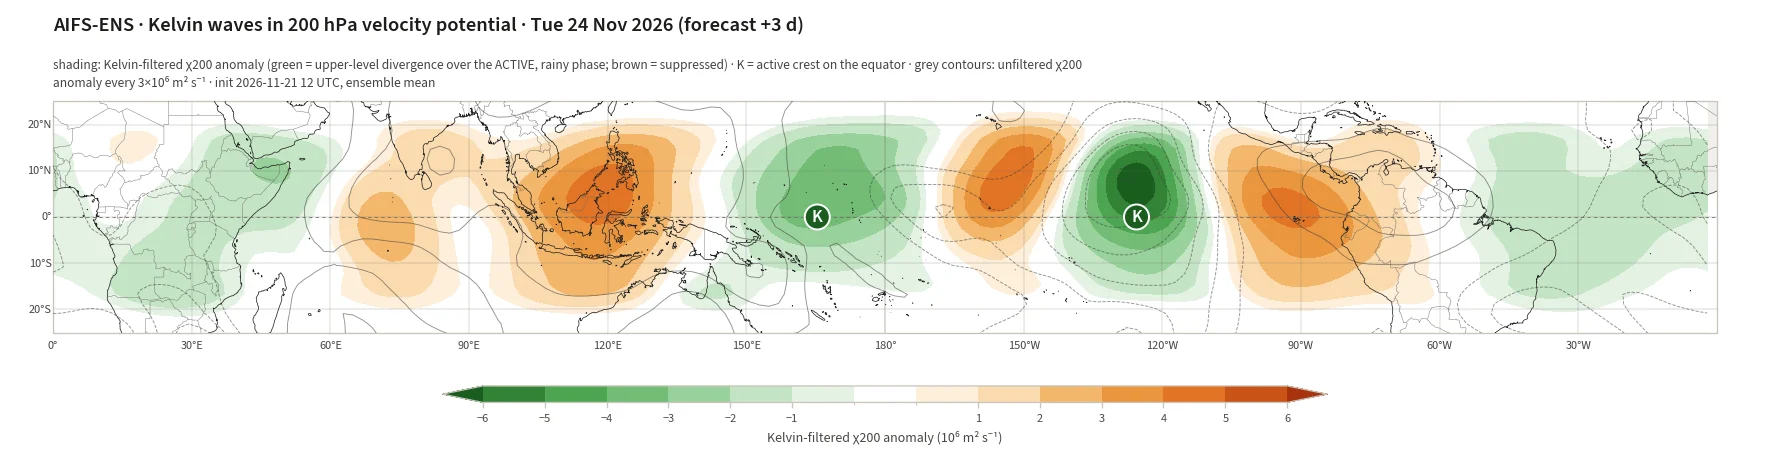 AIFS-ENS · Kelvin waves in 200 hPa velocity potential · Tue 24 Nov 2026 (forecast +3 d)
shading: Kelvin-filtered χ200 anomaly (green = upper-level divergence over the ACTIVE, rainy phase; brown = suppressed) · K = active crest on the equator · grey contours: unfiltered χ200
anomaly every 3×10⁶ m² s⁻¹ · init 2026-11-21 12 UTC, ensemble mean
20°N
10°N
0°
10°S
20°S
K K
0° 30°E 60°E 90°E 120°E 150°E 180° 150°W 120°W 90°W 60°W 30°W
−6 −5 −4 −3 −2 −1 1 2 3 4 5 6
Kelvin-filtered χ200 anomaly (10⁶ m² s⁻¹)